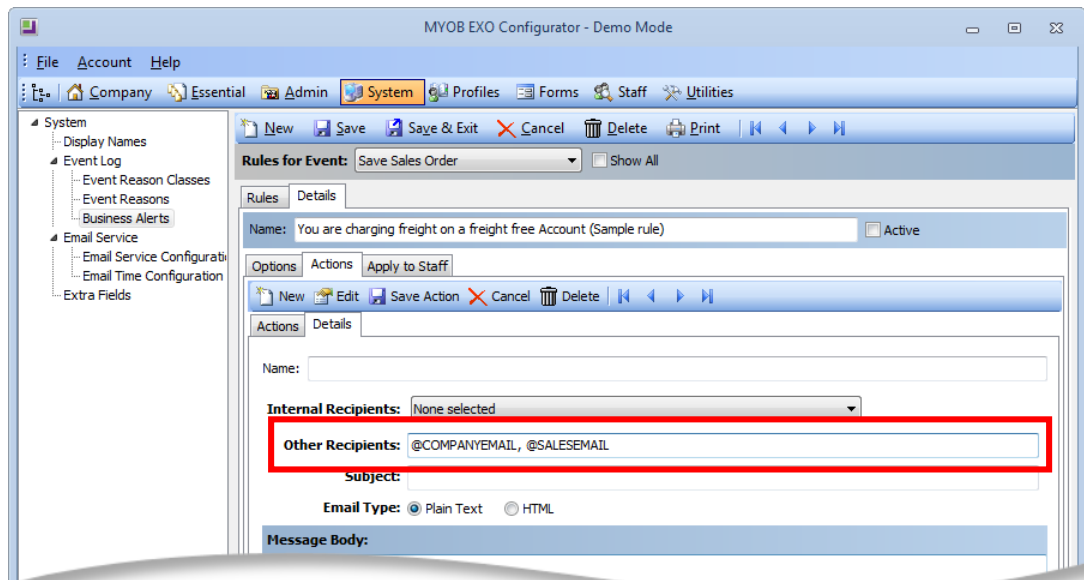 MYOB EXO Configurator - Demo Mode
File Account Help
Company Essential Admin System Profiles Forms Staff Utilities
System
Display Names
Event Log
Event Reason Classes
Event Reasons
Business Alerts
Email Service
Email Service Configurati
Email Time Configuration
Extra Fields
New Save Save & Exit Cancel Delete Print
Rules for Event: Save Sales Order Show All
Rules Details
Name: You are charging freight on a freight free Account (Sample rule) Active
Options Actions Apply to Staff
New Edit Save Action Cancel Delete
Actions Details
Name:
Internal Recipients: None selected
Other Recipients: @COMPANYEMAIL, @SALESEMAIL
Subject:
Email Type: Plain Text HTML
Message Body: